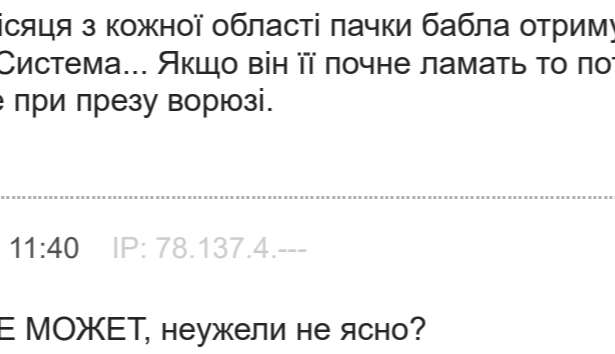 ісяця з кожної області пачки бабла отриму
Система... Якщо він її почне ламать то пот
е при презу ворюзі.
11:40 IP: 78.137.4.---
Е МОЖЕТ, неужели не ясно?